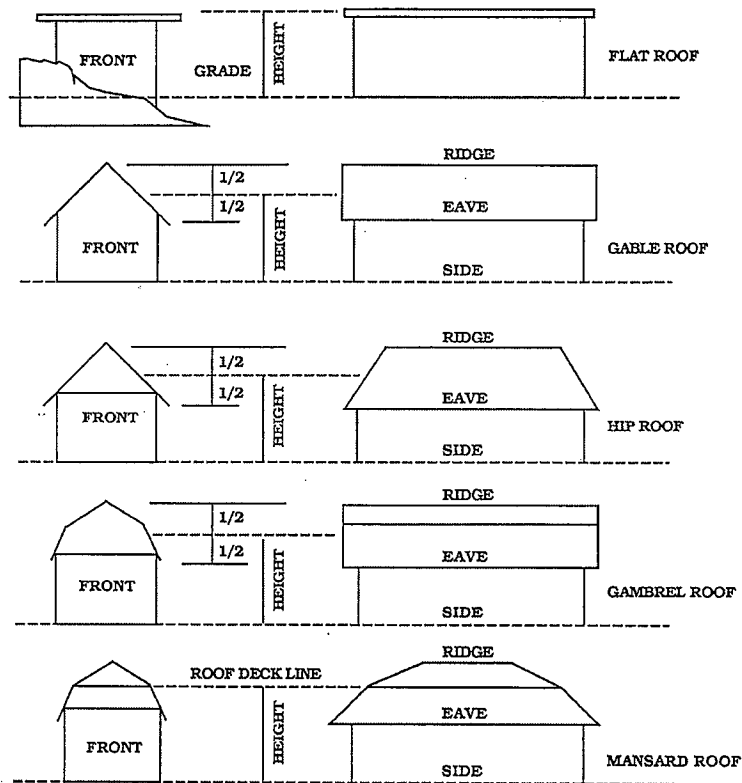 FRONT
GRADE
HEIGHT
FLAT ROOF
RIDGE
1/2
1/2
EAVE
FRONT
HEIGHT
GABLE ROOF
SIDE
RIDGE
1/2
1/2
EAVE
FRONT
HEIGHT
HIP ROOF
SIDE
RIDGE
1/2
1/2
EAVE
FRONT
HEIGHT
GAMBREL ROOF
SIDE
RIDGE
ROOF DECK LINE
EAVE
FRONT
HEIGHT
MANSARD ROOF
SIDE